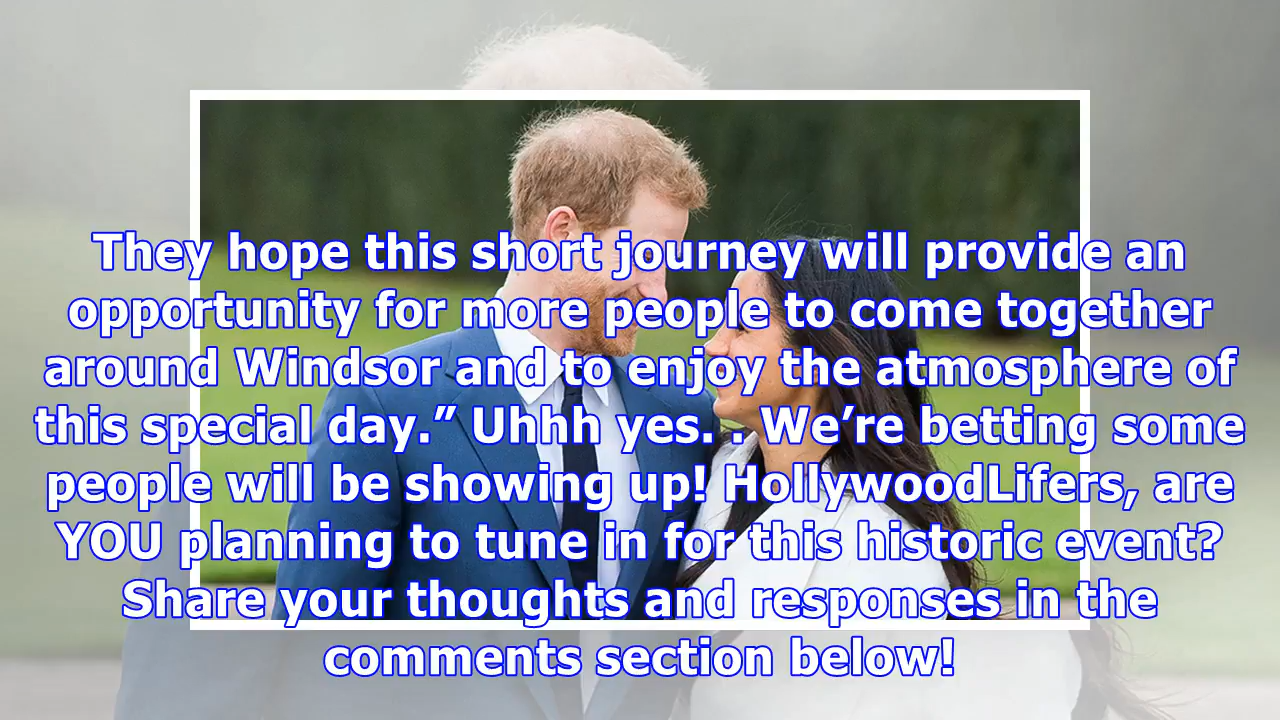 They hope this short journey will provide an
opportunity for more people to come together
around Windsor and to enjoy the atmosphere of
this special day.” Uhhh yes. . We’re betting some
people will be showing up! HollywoodLifers, are
YOU planning to tune in for this historic event?
Share your thoughts and responses in the
comments section below!